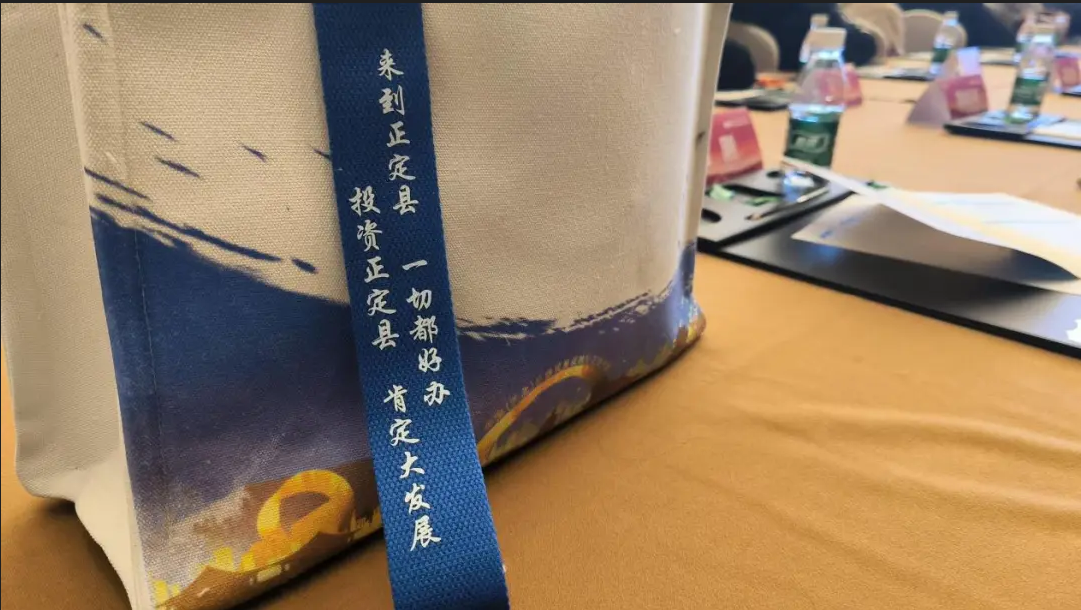 来到正定县 一切都好办
投资正定县 肯定大发展